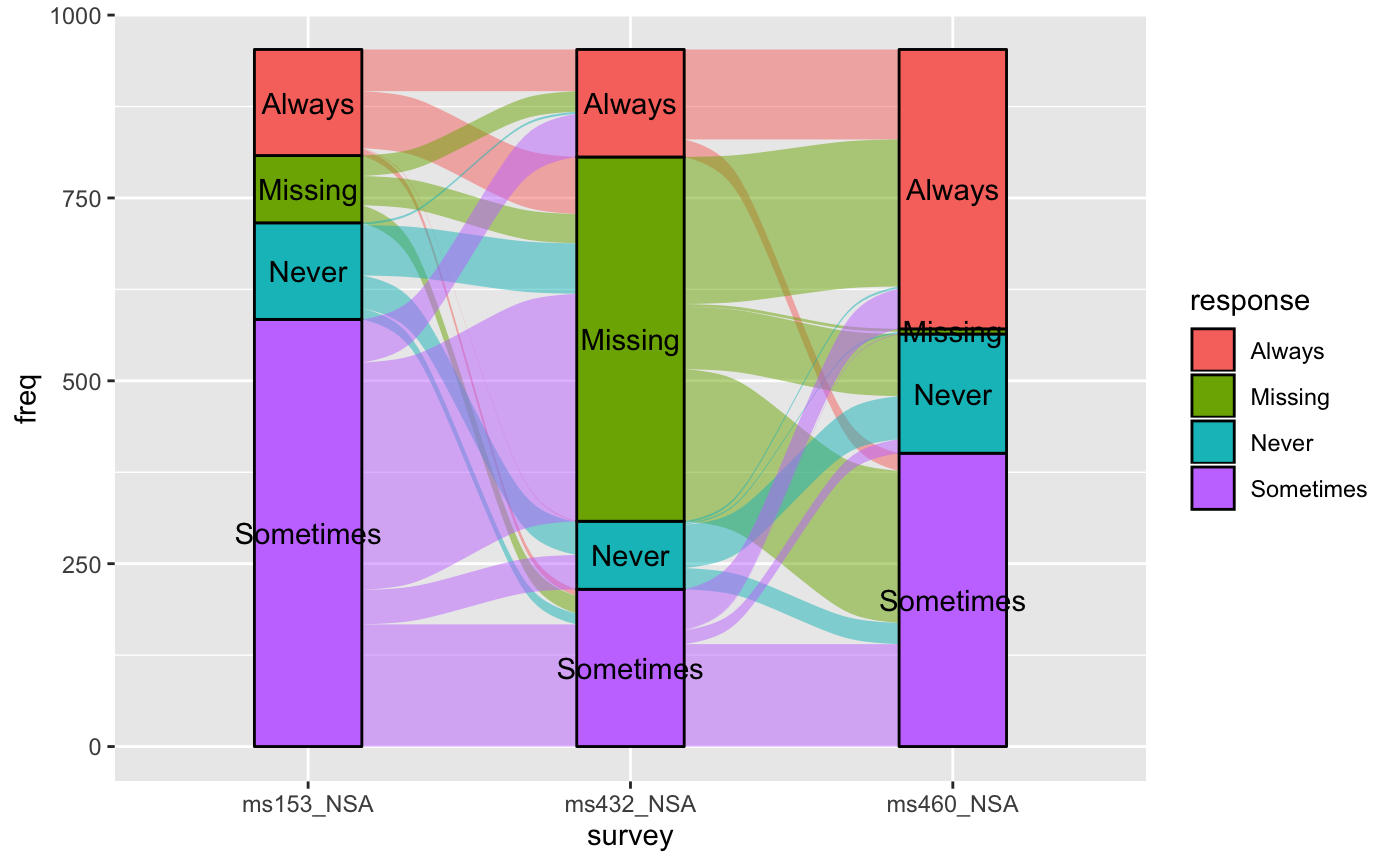 1000
750
500
250
0
freq
Always
Missing
Never
Sometimes
Always
Missing
Never
Sometimes
Always
Missing
Never
Sometimes
ms153_NSA
ms432_NSA
ms460_NSA
survey
response
Always
Missing
Never
Sometimes